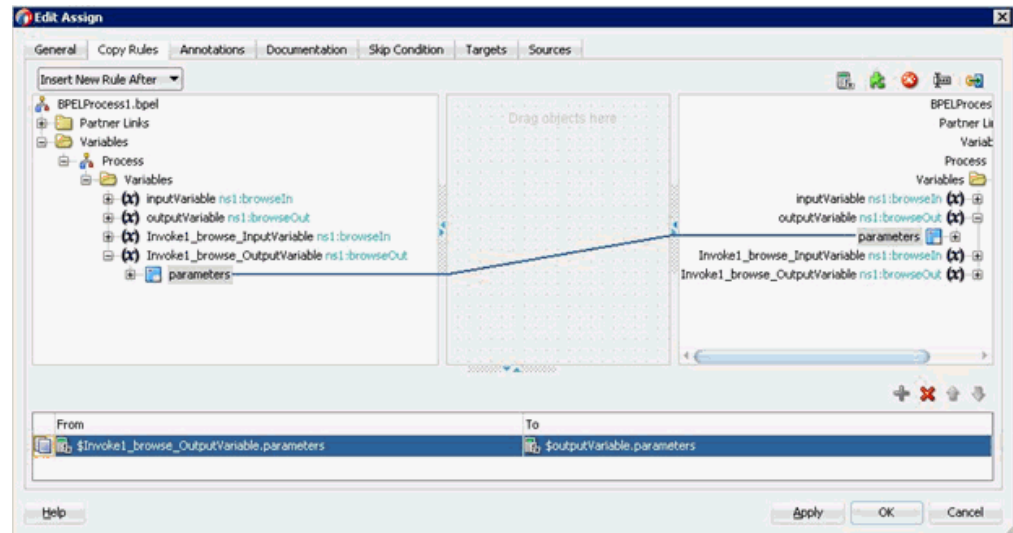 Edit Assign
General Copy Rules Annotations Documentation Skip Condition Targets Sources
Insert New Rule After
BPELProcess1.bpel
Partner Links
Variables
Process
Variables
(x) inputVariable ns1:browseIn
(x) outputVariable ns1:browseOut
(x) Invoke1_browse_InputVariable ns1:browseIn
(x) Invoke1_browse_OutputVariable ns1:browseOut
parameters
Drag objects here
BPELProces
Partner Li
Variab
Process
Variables
inputVariable ns1:browseIn (x)
outputVariable ns1:browseOut (x)
parameters
Invoke1_browse_InputVariable ns1:browseIn (x)
Invoke1_browse_OutputVariable ns1:browseOut (x)
From To
$Invoke1_browse_OutputVariable.parameters $outputVariable.parameters
Help Apply OK Cancel